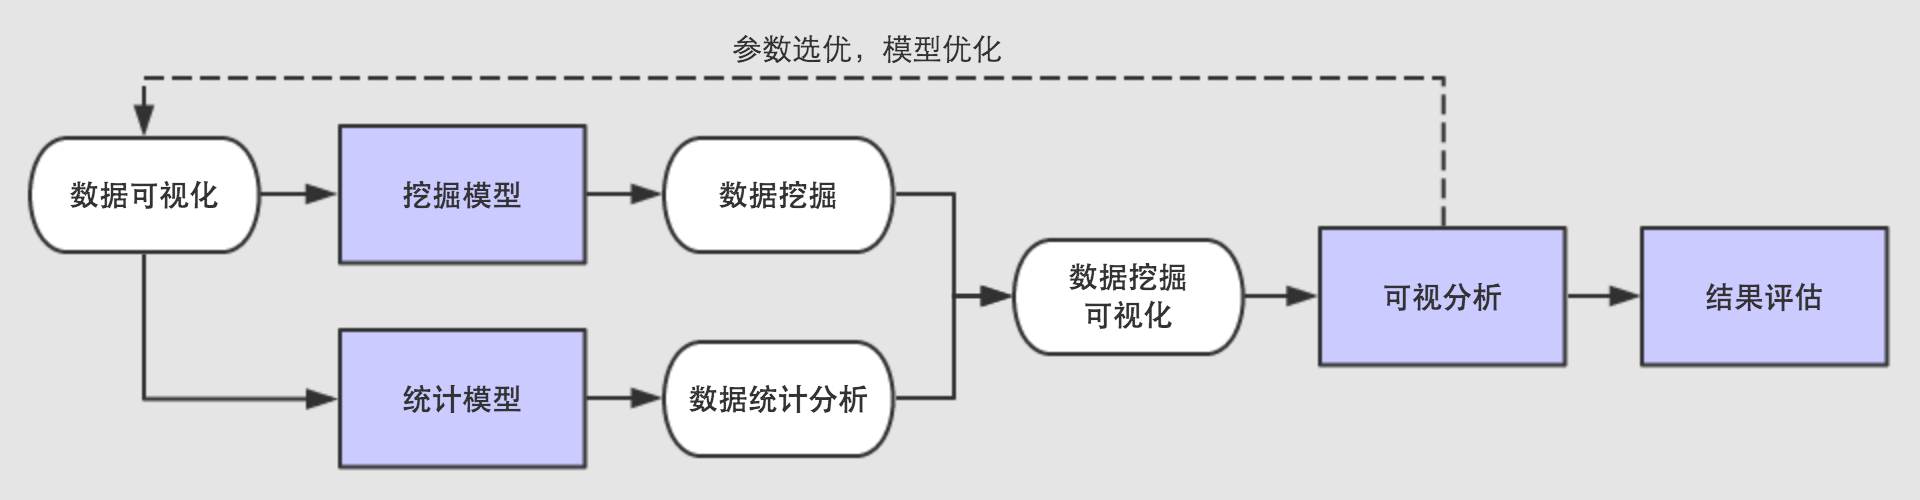 参数选优，模型优化
数据可视化
挖掘模型
数据挖掘
数据挖掘
可视化
可视分析
结果评估
统计模型
数据统计分析